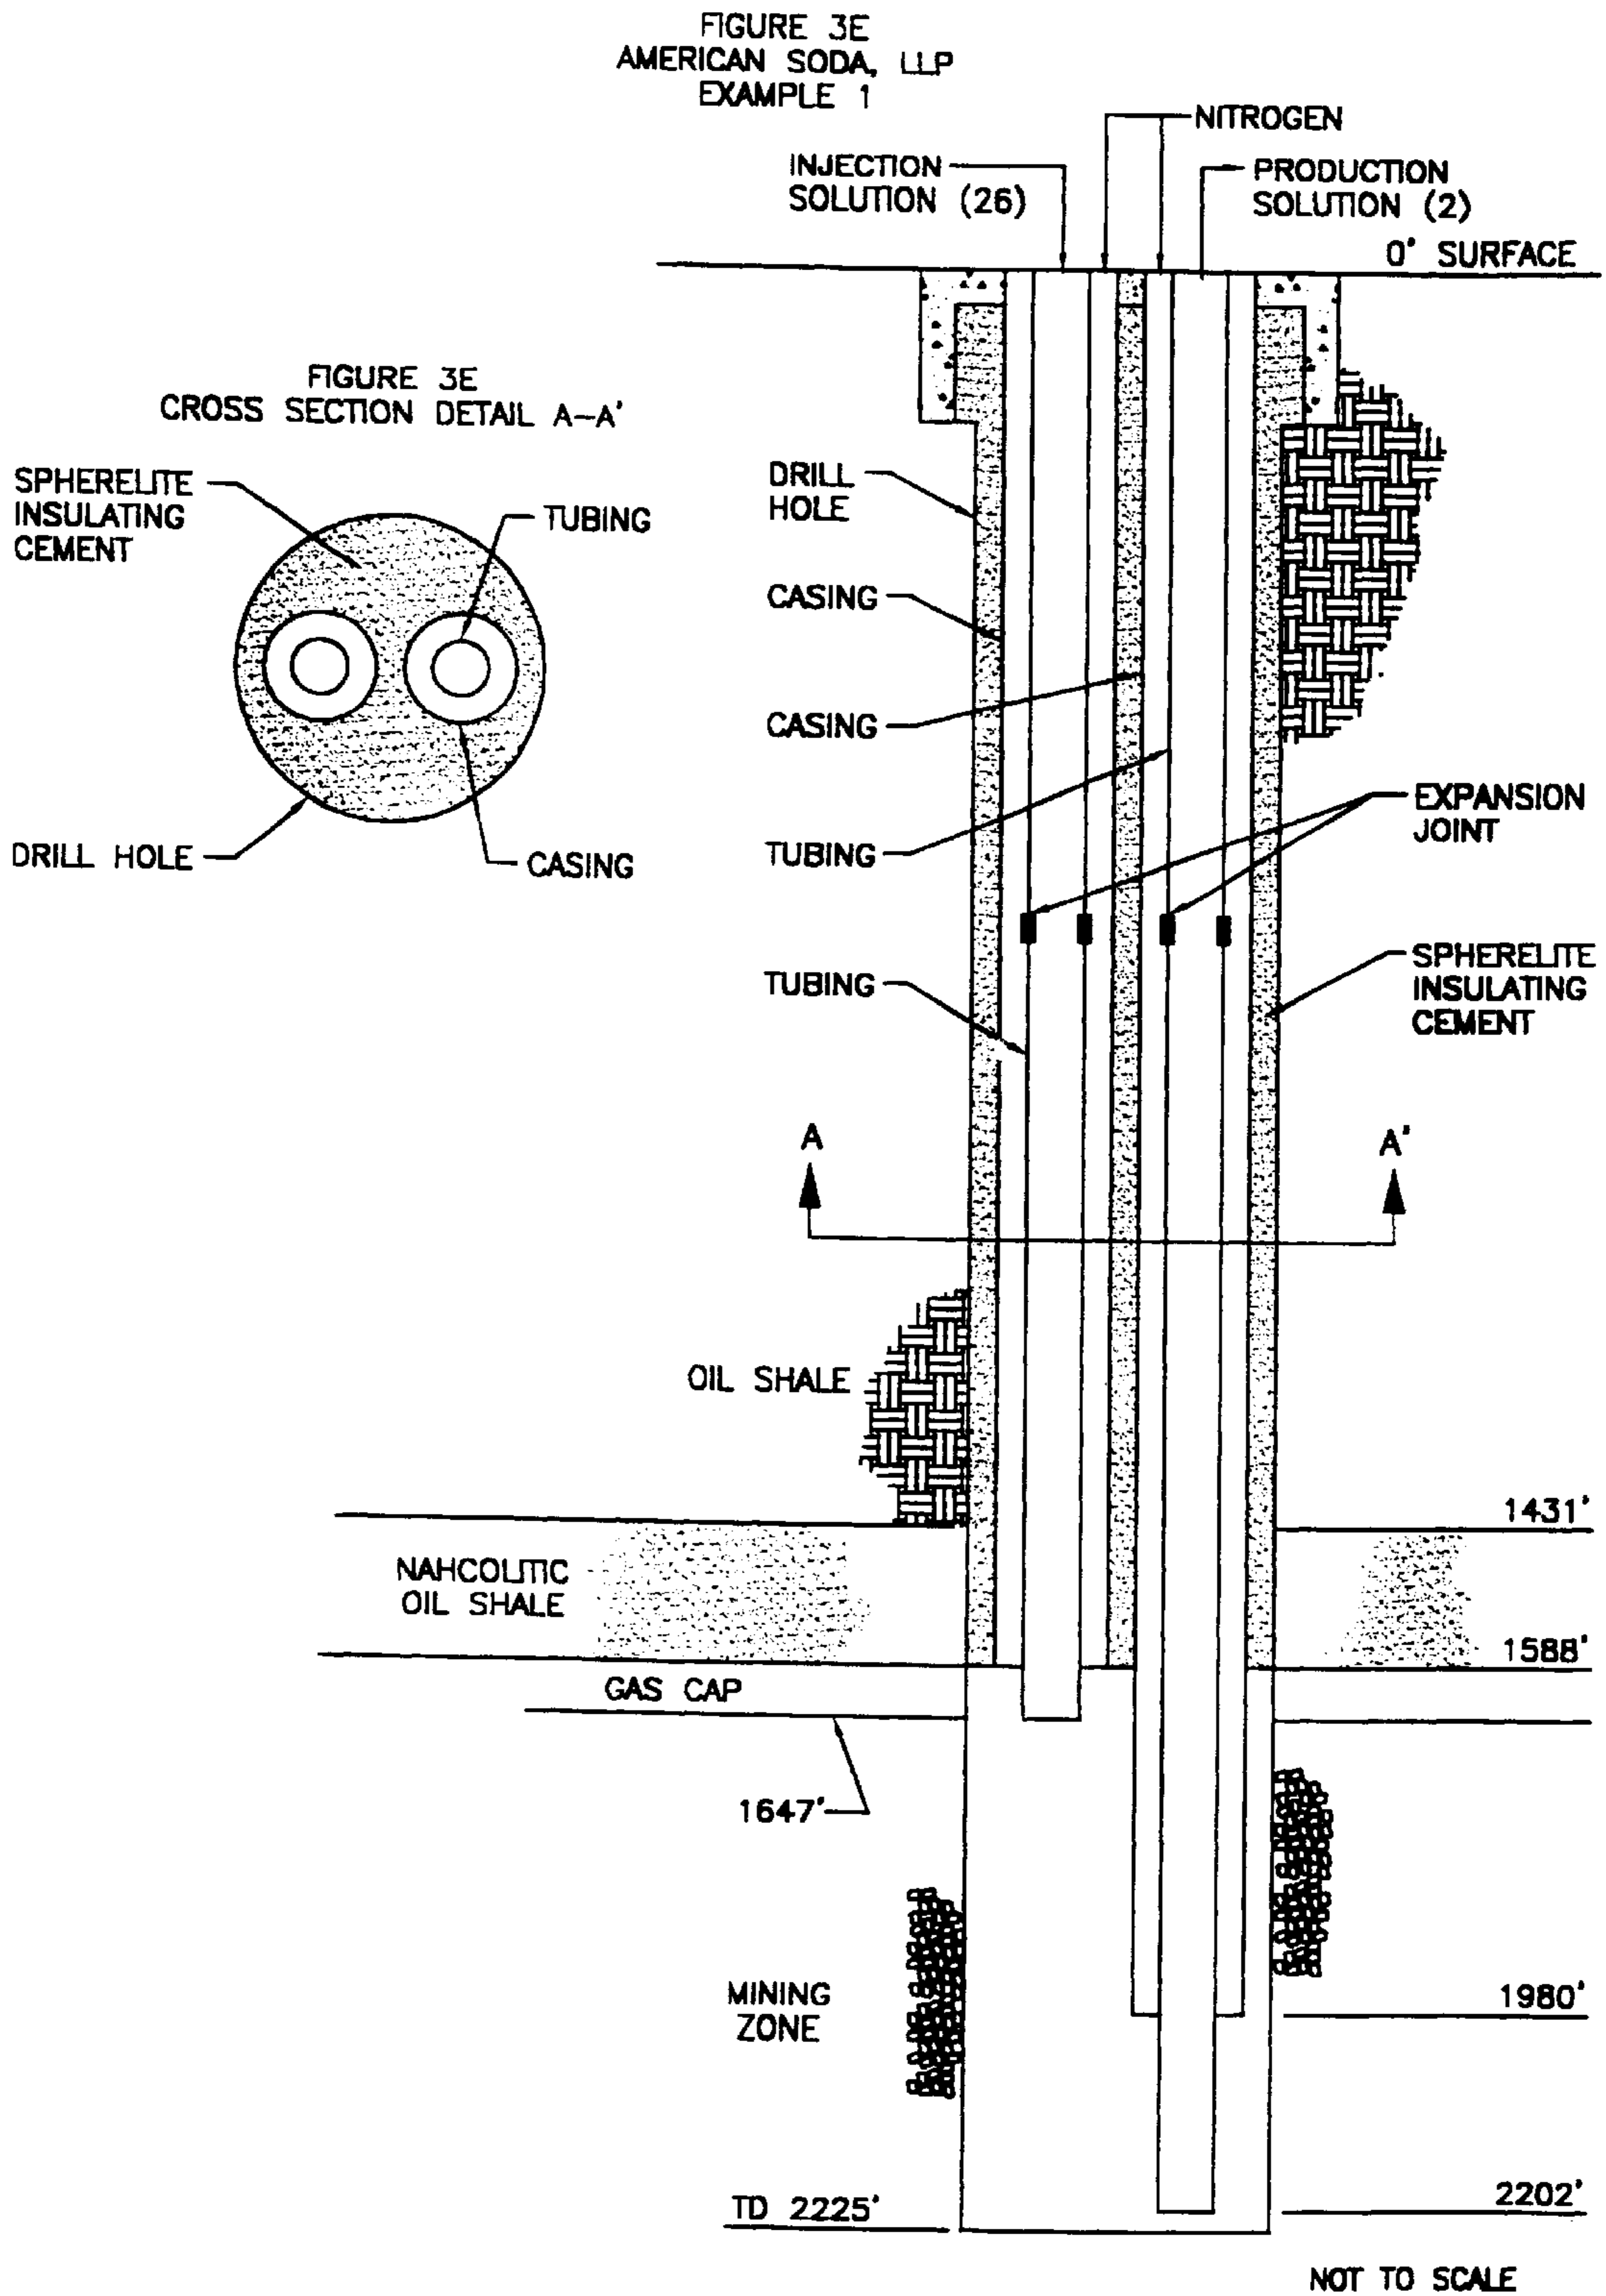 FIGURE 3E
AMERICAN SODA, LLP
EXAMPLE 1
NITROGEN
INJECTION
SOLUTION (26)
PRODUCTION
SOLUTION (2)
0' SURFACE
FIGURE 3E
CROSS SECTION DETAIL A-A'
SPHERELITE
INSULATING
CEMENT
TUBING
DRILL HOLE
CASING
DRILL
HOLE
CASING
CASING
TUBING
EXPANSION
JOINT
TUBING
SPHERELITE
INSULATING
CEMENT
A
A'
OIL SHALE
1431'
NAHCOLITIC
OIL SHALE
1588'
GAS CAP
1647'
MINING
ZONE
1980'
2202'
TD 2225'
NOT TO SCALE